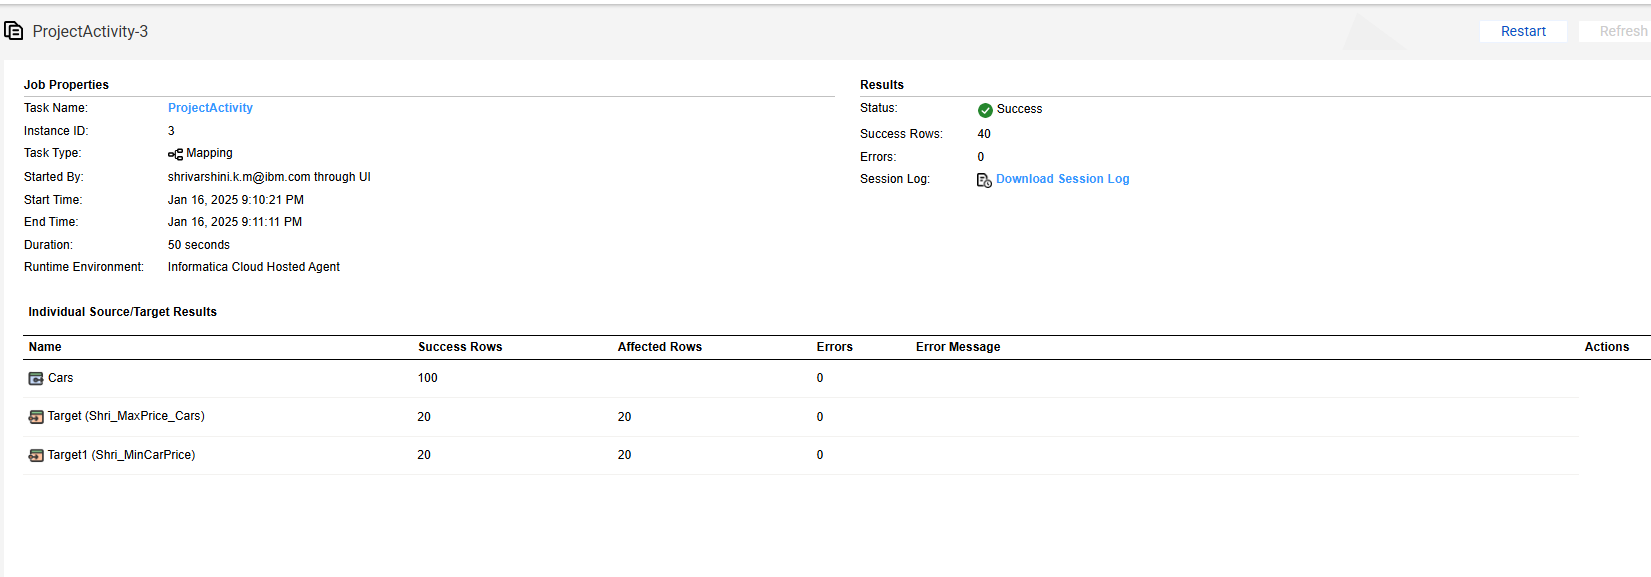 ProjectActivity-3
Restart
Refresh
Job Properties
Task Name: ProjectActivity
Instance ID: 3
Task Type: Mapping
Started By: shrivarshini.k.m@ibm.com through UI
Start Time: Jan 16, 2025 9:10:21 PM
End Time: Jan 16, 2025 9:11:11 PM
Duration: 50 seconds
Runtime Environment: Informatica Cloud Hosted Agent
Results
Status: Success
Success Rows: 40
Errors: 0
Session Log: Download Session Log
Individual Source/Target Results
Name Success Rows Affected Rows Errors Error Message Actions
Cars 100 0
Target (Shri_MaxPrice_Cars) 20 20 0
Target1 (Shri_MinCarPrice) 20 20 0